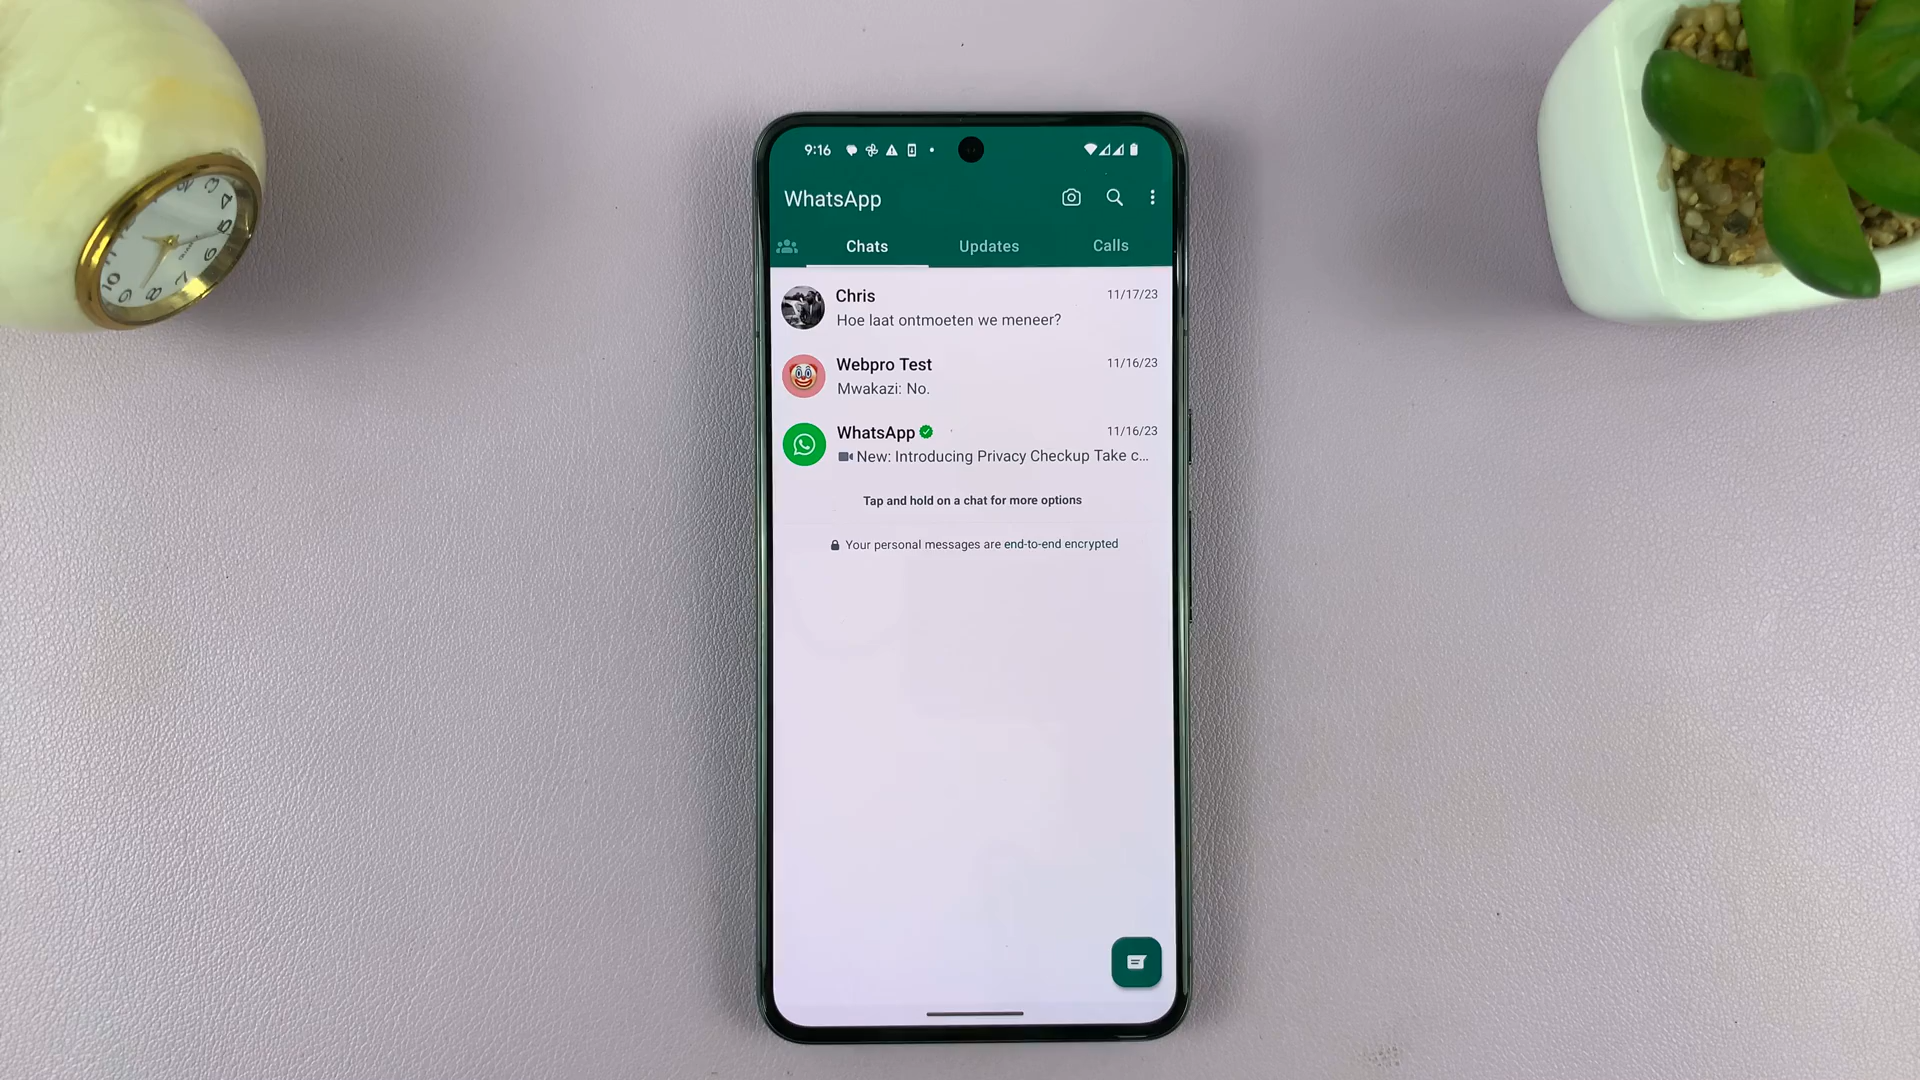 9:16
WhatsApp
Chats Updates Calls
Chris 11/17/23
Hoe laat ontmoeten we meneer?
Webpro Test 11/16/23
Mwakazi: No.
WhatsApp 11/16/23
New: Introducing Privacy Checkup Take c...
Tap and hold on a chat for more options
Your personal messages are end-to-end encrypted